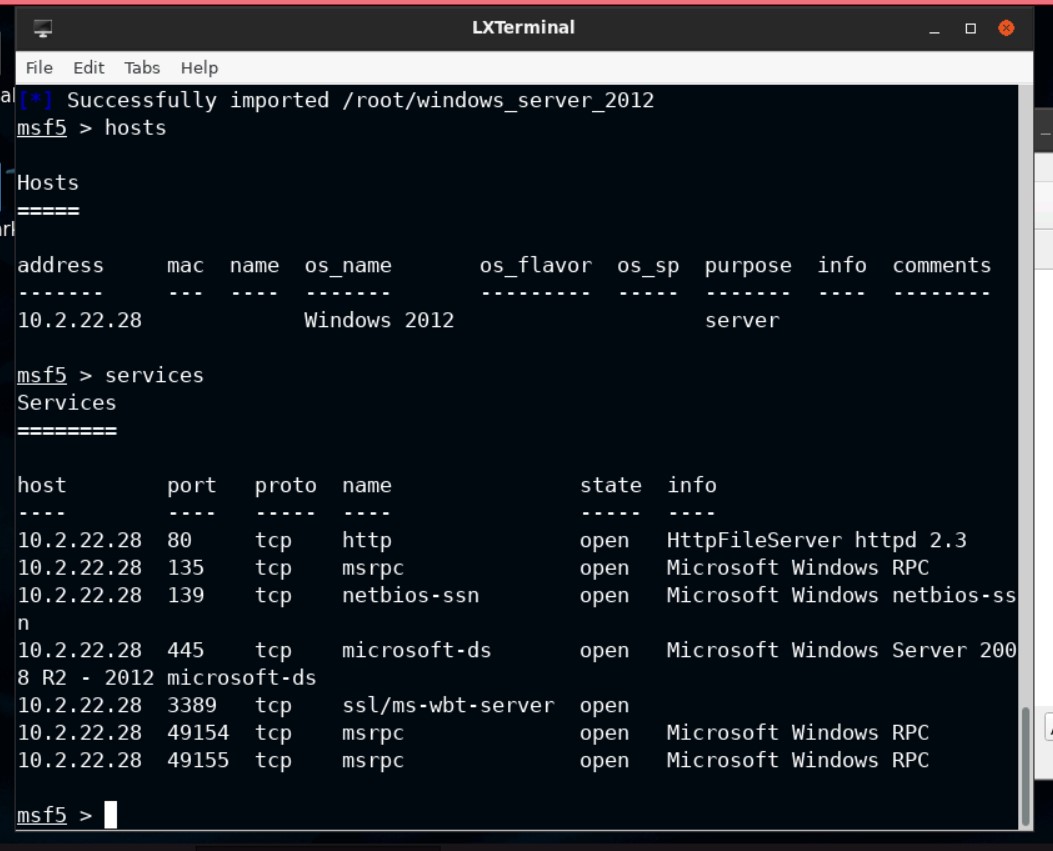 LXTerminal
File Edit Tabs Help
[*] Successfully imported /root/windows_server_2012
msf5 > hosts
Hosts
=====
address     mac  name  os_name       os_flavor  os_sp  purpose  info  comments
-------     ---  ----  -------       ---------  -----  -------  ----  --------
10.2.22.28             Windows 2012                    server
msf5 > services
Services
========
host        port   proto  name               state  info
----        ----   -----  ----               -----  ----
10.2.22.28  80     tcp    http               open   HttpFileServer httpd 2.3
10.2.22.28  135    tcp    msrpc              open   Microsoft Windows RPC
10.2.22.28  139    tcp    netbios-ssn        open   Microsoft Windows netbios-ss
n
10.2.22.28  445    tcp    microsoft-ds       open   Microsoft Windows Server 200
8 R2 - 2012 microsoft-ds
10.2.22.28  3389   tcp    ssl/ms-wbt-server  open
10.2.22.28  49154  tcp    msrpc              open   Microsoft Windows RPC
10.2.22.28  49155  tcp    msrpc              open   Microsoft Windows RPC
msf5 >